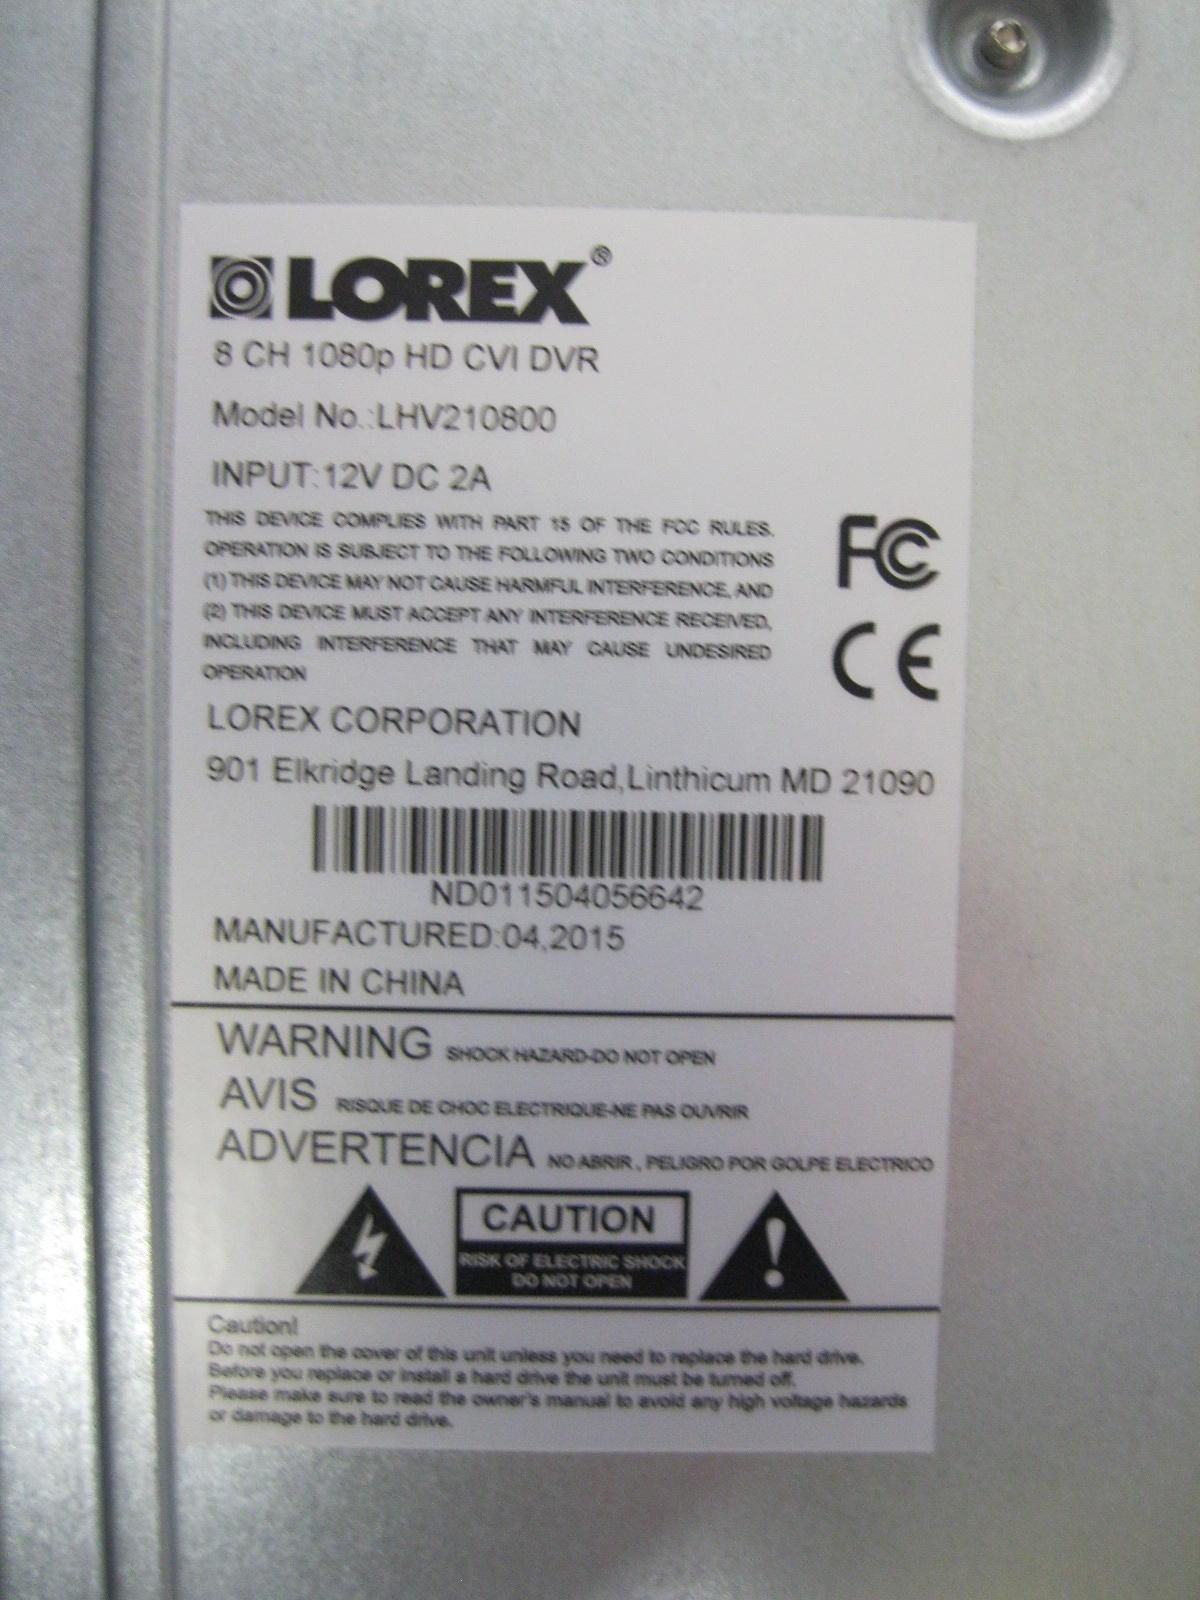 LOREX®
8 CH 1080p HD CVI DVR
Model No.:LHV210800
INPUT:12V DC 2A
THIS DEVICE COMPLIES WITH PART 15 OF THE FCC RULES.
OPERATION IS SUBJECT TO THE FOLLOWING TWO CONDITIONS
(1) THIS DEVICE MAY NOT CAUSE HARMFUL INTERFERENCE, AND
(2) THIS DEVICE MUST ACCEPT ANY INTERFERENCE RECEIVED,
INCLUDING INTERFERENCE THAT MAY CAUSE UNDESIRED
OPERATION
FC
CE
LOREX CORPORATION
901 Elkridge Landing Road,Linthicum MD 21090
ND011504056642
MANUFACTURED:04,2015
MADE IN CHINA
WARNING SHOCK HAZARD-DO NOT OPEN
AVIS RISQUE DE CHOC ELECTRIQUE-NE PAS OUVRIR
ADVERTENCIA NO ABRIR , PELIGRO POR GOLPE ELECTRICO
CAUTION
RISK OF ELECTRIC SHOCK
DO NOT OPEN
!
Caution!
Do not open the cover of this unit unless you need to replace the hard drive.
Before you replace or install a hard drive the unit must be turned off.
Please make sure to read the owner's manual to avoid any high voltage hazards
or damage to the hard drive.